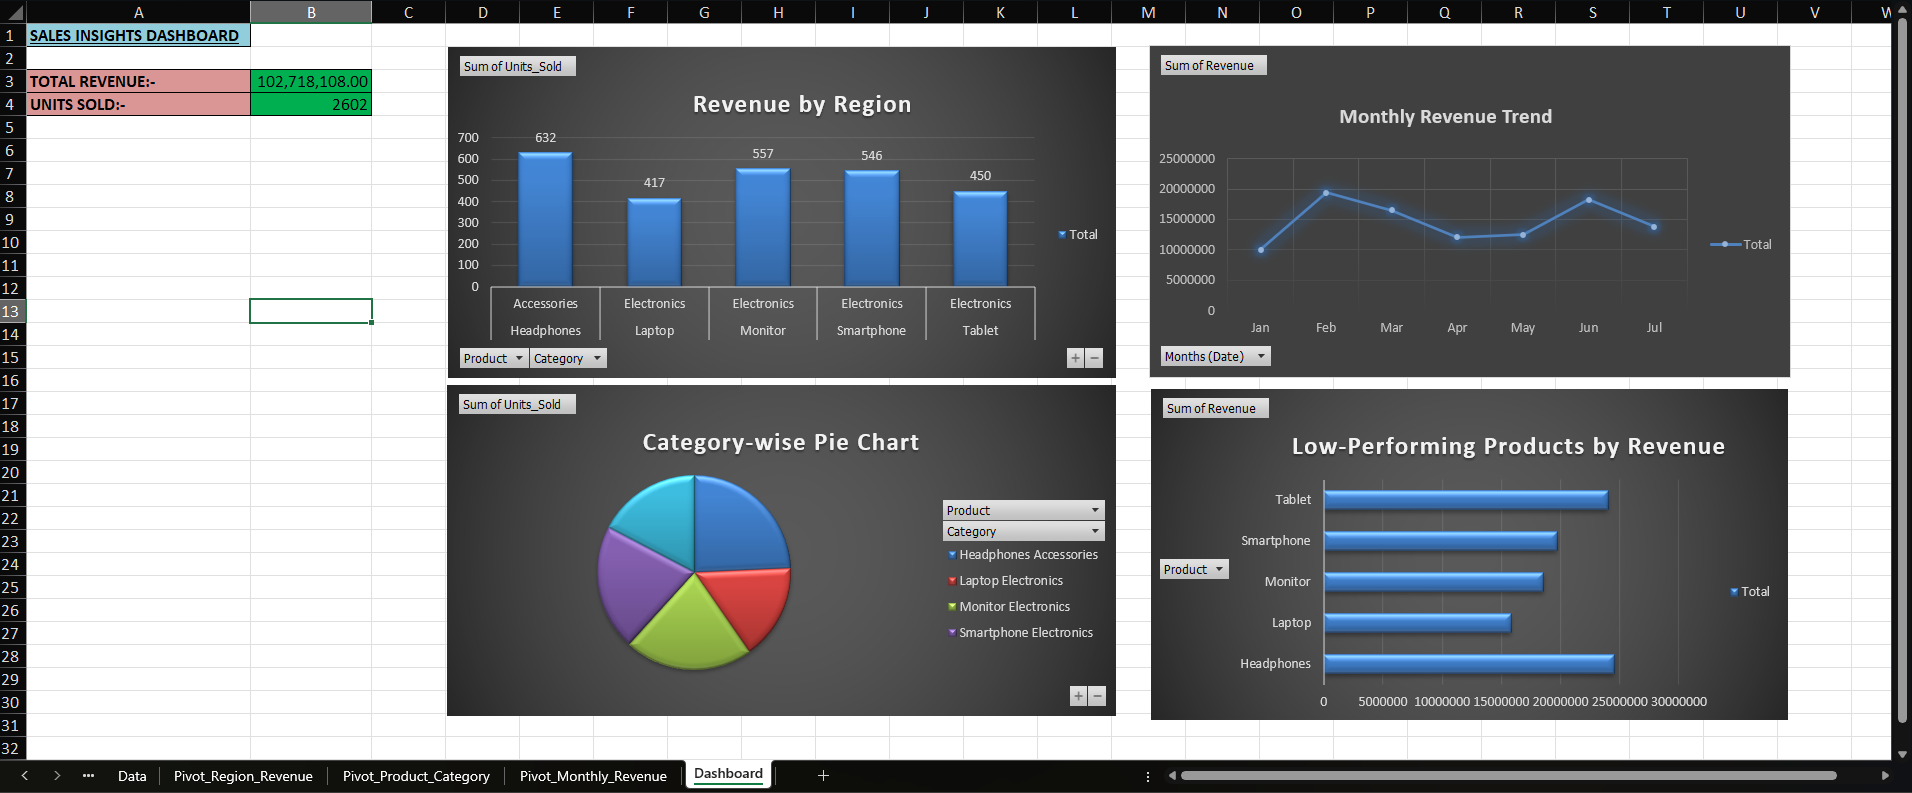 A B C D E F G H I J K L M N O P Q R S T U V W
1 SALES INSIGHTS DASHBOARD
2
3 TOTAL REVENUE:- 102,718,108.00
4 UNITS SOLD:- 2602
5
6
7
8
9
10
11
12
13
14
15
16
17
18
19
20
21
22
23
24
25
26
27
28
29
30
31
32
Sum of Units_Sold
Revenue by Region
700
600
500
400
300
200
100
0
632 417 557 546 450
Accessories Electronics Electronics Electronics Electronics
Headphones Laptop Monitor Smartphone Tablet
Total
Product Category
+ −
Sum of Revenue
Monthly Revenue Trend
25000000
20000000
15000000
10000000
5000000
0
Jan Feb Mar Apr May Jun Jul
Total
Months (Date)
Sum of Units_Sold
Category-wise Pie Chart
Product
Category
Headphones Accessories
Laptop Electronics
Monitor Electronics
Smartphone Electronics
+ −
Sum of Revenue
Low-Performing Products by Revenue
Tablet
Smartphone
Monitor
Laptop
Headphones
Product
Total
0 5000000 10000000 15000000 20000000 25000000 30000000
Data Pivot_Region_Revenue Pivot_Product_Category Pivot_Monthly_Revenue Dashboard